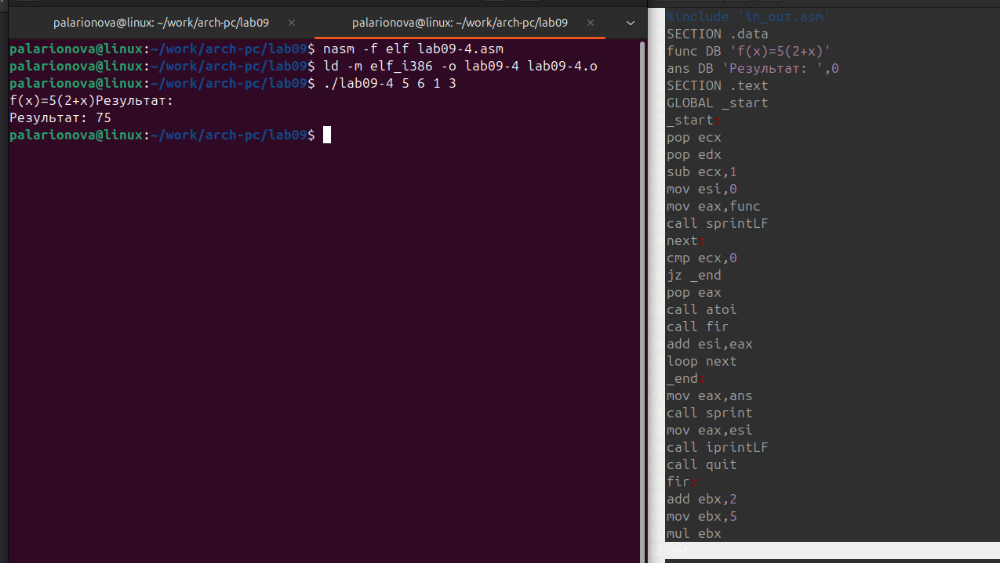 palarionova@linux: ~/work/arch-pc/lab09
palarionova@linux: ~/work/arch-pc/lab09
palarionova@linux:~/work/arch-pc/lab09$ nasm -f elf lab09-4.asm
palarionova@linux:~/work/arch-pc/lab09$ ld -m elf_i386 -o lab09-4 lab09-4.o
palarionova@linux:~/work/arch-pc/lab09$ ./lab09-4 5 6 1 3
f(x)=5(2+x)Результат:
Результат: 75
palarionova@linux:~/work/arch-pc/lab09$
%include 'in_out.asm'
SECTION .data
func DB 'f(x)=5(2+x)'
ans DB 'Результат: ',0
SECTION .text
GLOBAL _start
_start:
pop ecx
pop edx
sub ecx,1
mov esi,0
mov eax,func
call sprintLF
next:
cmp ecx,0
jz _end
pop eax
call atoi
call fir
add esi,eax
loop next
_end:
mov eax,ans
call sprint
mov eax,esi
call iprintLF
call quit
fir:
add ebx,2
mov ebx,5
mul ebx
ret